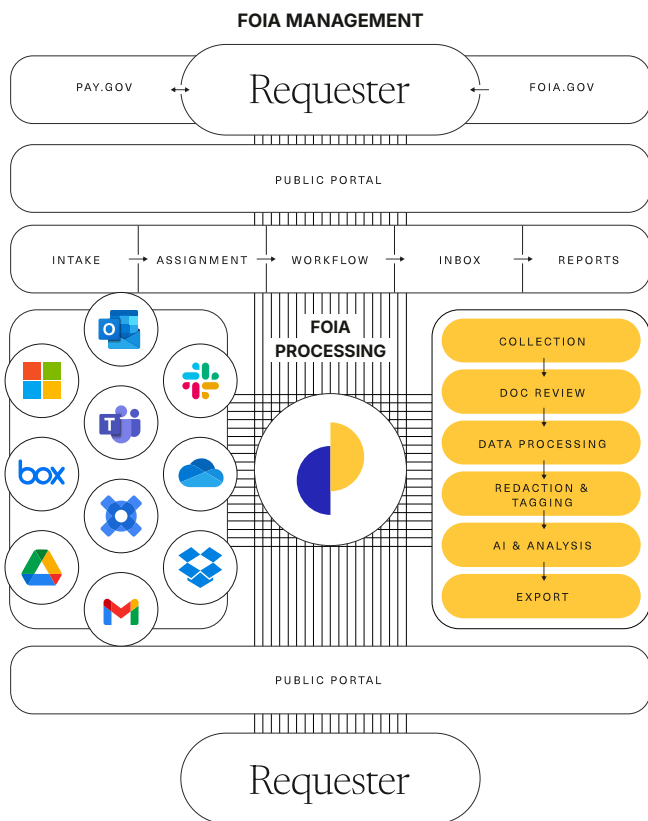 FOIA MANAGEMENT
PAY.GOV
Requester
FOIA.GOV
PUBLIC PORTAL
INTAKE
ASSIGNMENT
WORKFLOW
INBOX
REPORTS
FOIA
PROCESSING
O
T
box
COLLECTION
DOC REVIEW
DATA PROCESSING
REDACTION &
TAGGING
AI & ANALYSIS
EXPORT
PUBLIC PORTAL
Requester